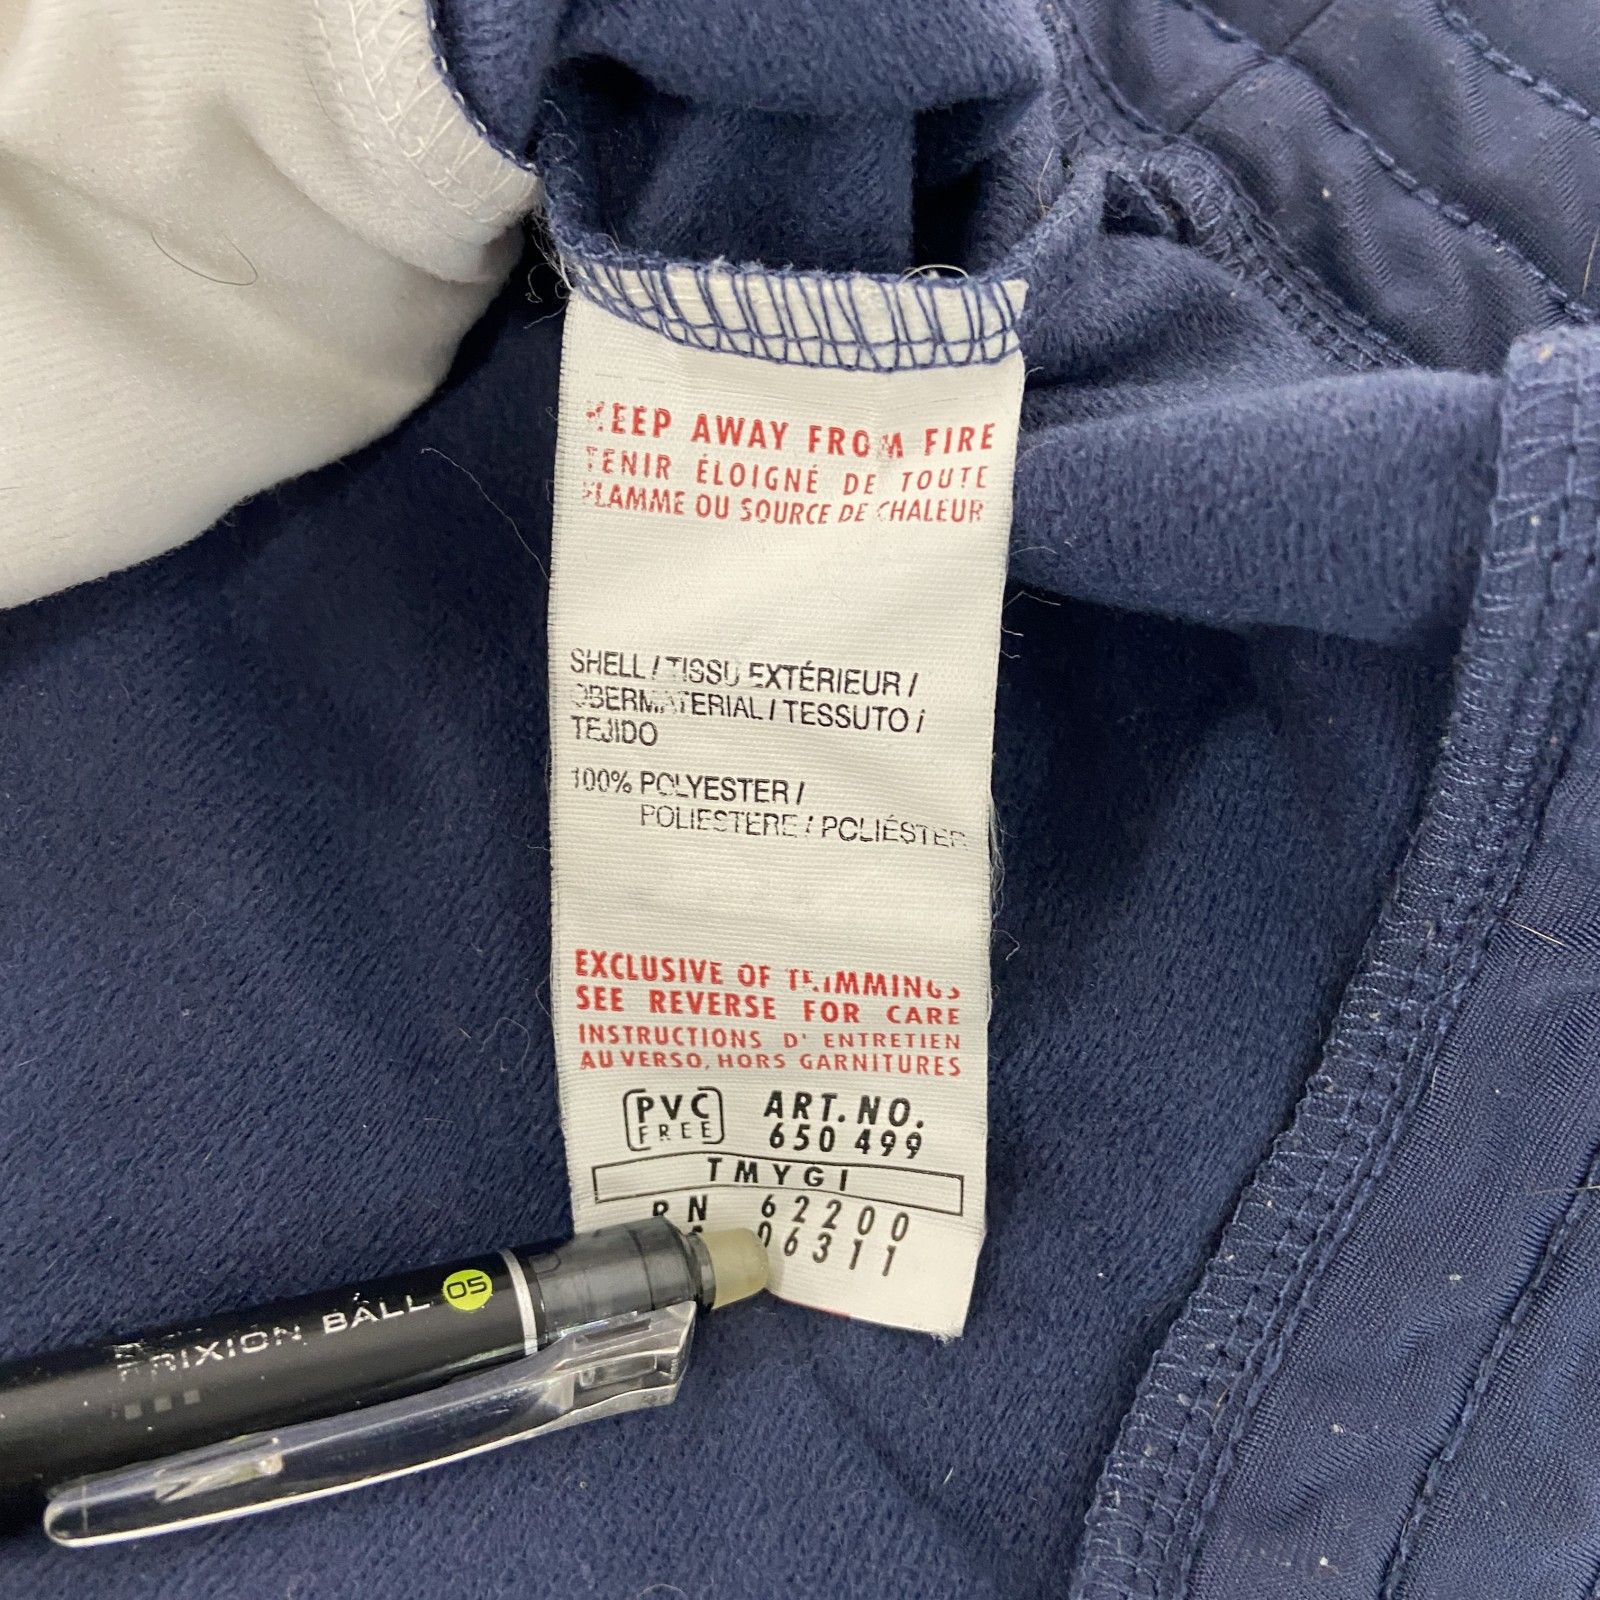 KEEP AWAY FROM FIRE
TENIR ÉLOIGNÉ DE TOUTE
FLAMME OU SOURCE DE CHALEUR
SHELL / TISSU EXTÉRIEUR /
OBERMATERIAL / TESSUTO /
TEJIDO
100% POLYESTER /
POLIESTERE / POLIÉSTER
EXCLUSIVE OF TRIMMINGS
SEE REVERSE FOR CARE
INSTRUCTIONS D' ENTRETIEN
AU VERSO, HORS GARNITURES
PVC
FREE
ART. NO.
650 499
TMYGI
RN 62200
06311
FRIXION BALL 05